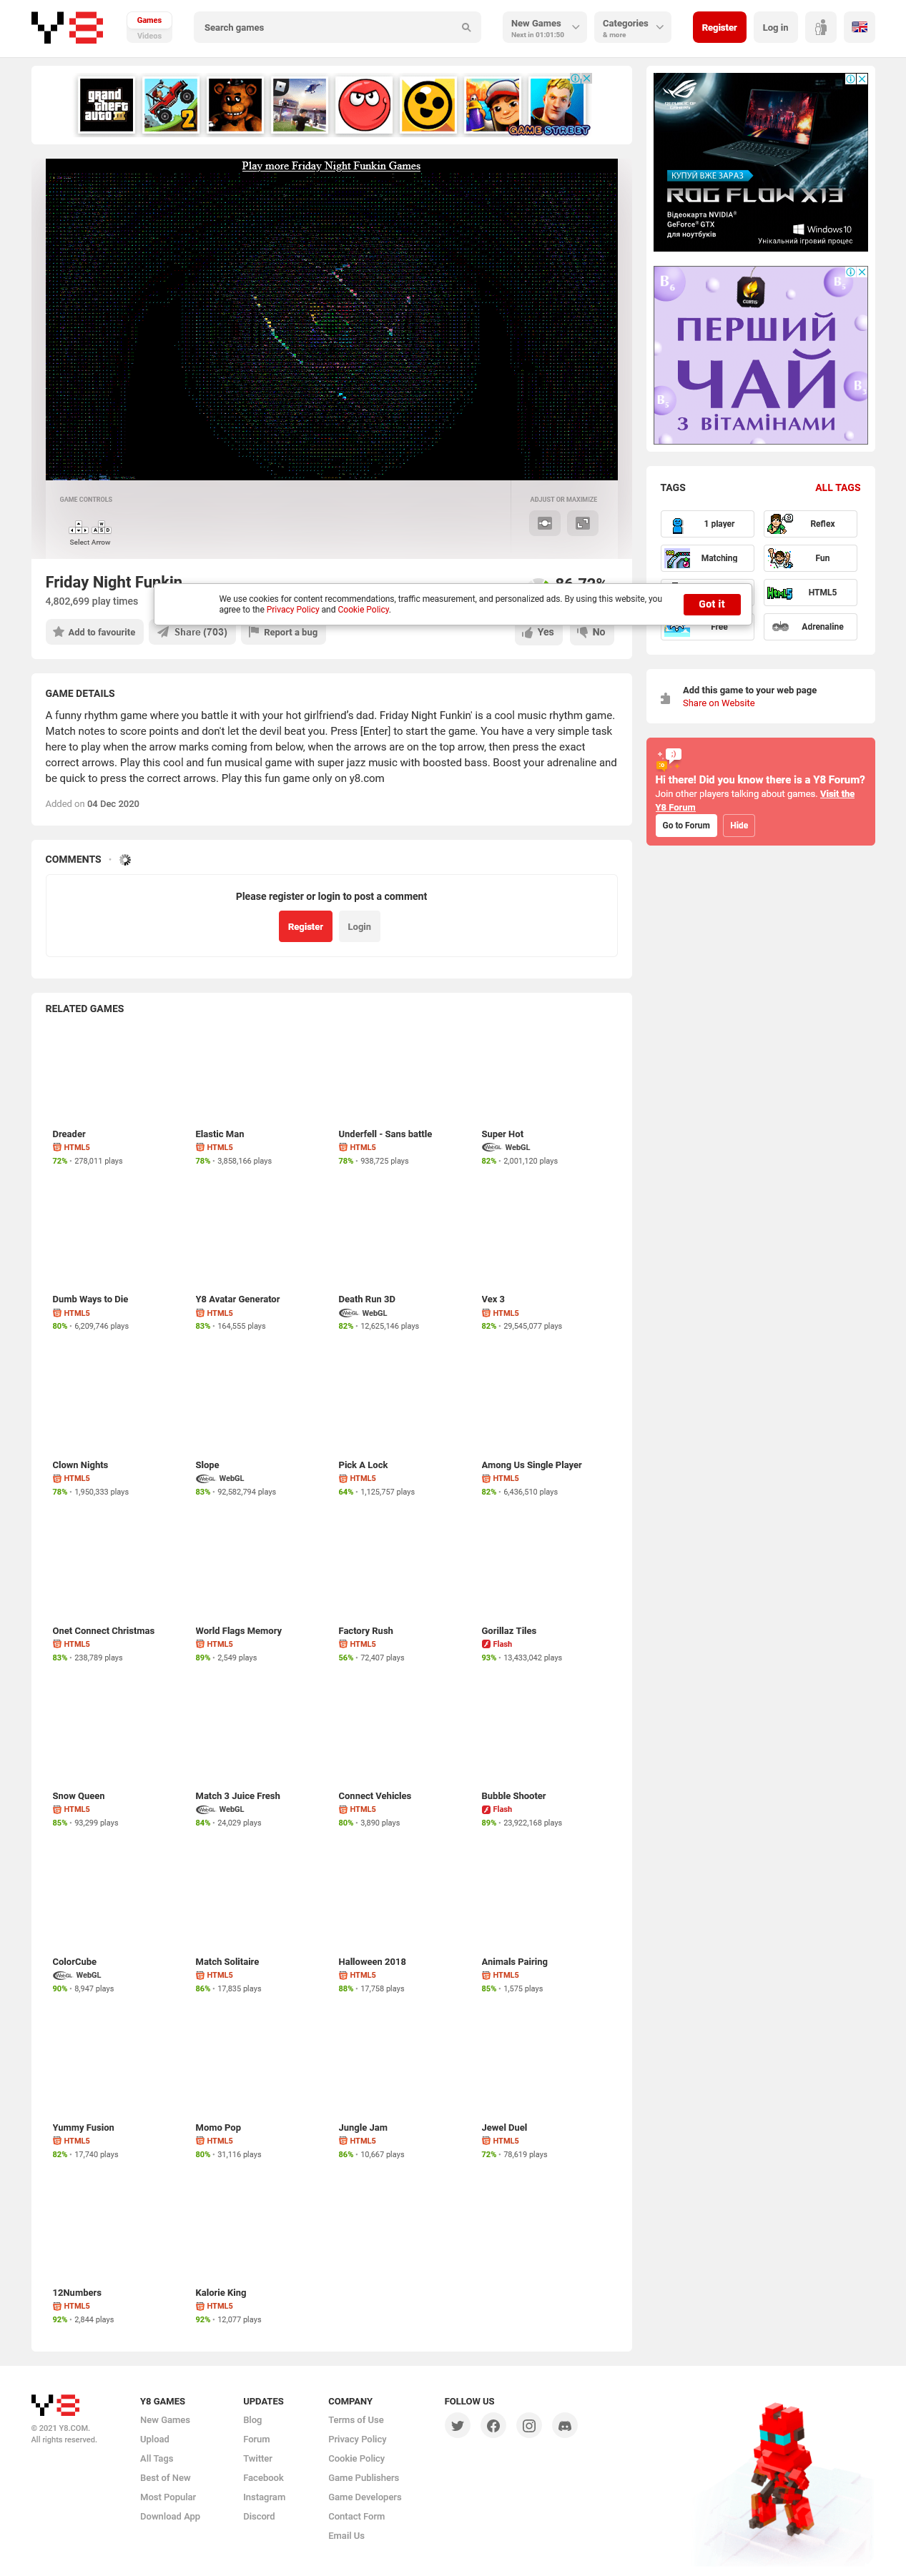 Y8
Games
Videos
Search games
New Games
Next in 01:01:50
Categories
& more
Register
Log in
grand
theft
auto III
2
GAME STREET
Play more Friday Night Funkin Games
GAME CONTROLS
A S D
Select Arrow
ADJUST OR MAXIMIZE
Friday Night Funkin
86.72%
4,802,699 play times
We use cookies for content recommendations, traffic measurement, and personalized ads. By using this website, you
agree to the Privacy Policy and Cookie Policy.
Got it
Add to favourite
Share (703)
Report a bug
Yes
No
GAME DETAILS
A funny rhythm game where you battle it with your hot girlfriend's dad. Friday Night Funkin' is a cool music rhythm game.
Match notes to score points and don't let the devil beat you. Press [Enter] to start the game. You have a very simple task
here to play when the arrow marks coming from below, when the arrows are on the top arrow, then press the exact
correct arrows. Play this cool and fun musical game with super jazz music with boosted bass. Boost your adrenaline and
be quick to press the correct arrows. Play this fun game only on y8.com
Added on 04 Dec 2020
COMMENTS
Please register or login to post a comment
Register
Login
ROG FLOW X13
КУПУЙ ВЖЕ ЗАРАЗ
Відеокарта NVIDIA®
GeForce® GTX
для ноутбуків
Windows10
Унікальний ігровий процес
B6
CURTIS
ПЕРШИЙ
ЧАЙ
З ВІТАМІНАМИ
TAGS
ALL TAGS
1 player
Reflex
Matching
Fun
HTML5
HTML5
Free
Adrenaline
Add this game to your web page
Share on Website
Hi there! Did you know there is a Y8 Forum?
Join other players talking about games. Visit the
Y8 Forum
Go to Forum
Hide
RELATED GAMES
Dreader
HTML5
72% • 278,011 plays
Elastic Man
HTML5
78% • 3,858,166 plays
Underfell - Sans battle
HTML5
78% • 938,725 plays
Super Hot
WebGL
82% • 2,001,120 plays
Dumb Ways to Die
HTML5
80% • 6,209,746 plays
Y8 Avatar Generator
HTML5
83% • 164,555 plays
Death Run 3D
WebGL
82% • 12,625,146 plays
Vex 3
HTML5
82% • 29,545,077 plays
Clown Nights
HTML5
78% • 1,950,333 plays
Slope
WebGL
83% • 92,582,794 plays
Pick A Lock
HTML5
64% • 1,125,757 plays
Among Us Single Player
HTML5
82% • 6,436,510 plays
Onet Connect Christmas
HTML5
83% • 238,789 plays
World Flags Memory
HTML5
89% • 2,549 plays
Factory Rush
HTML5
56% • 72,407 plays
Gorillaz Tiles
Flash
93% • 13,433,042 plays
Snow Queen
HTML5
85% • 93,299 plays
Match 3 Juice Fresh
WebGL
84% • 24,029 plays
Connect Vehicles
HTML5
80% • 3,890 plays
Bubble Shooter
Flash
89% • 23,922,168 plays
ColorCube
WebGL
90% • 8,947 plays
Match Solitaire
HTML5
86% • 17,835 plays
Halloween 2018
HTML5
88% • 17,758 plays
Animals Pairing
HTML5
85% • 1,575 plays
Yummy Fusion
HTML5
82% • 17,740 plays
Momo Pop
HTML5
80% • 31,116 plays
Jungle Jam
HTML5
86% • 10,667 plays
Jewel Duel
HTML5
72% • 78,619 plays
12Numbers
HTML5
92% • 2,844 plays
Kalorie King
HTML5
92% • 12,077 plays
Y8
© 2021 Y8.COM.
All rights reserved.
Y8 GAMES
New Games
Upload
All Tags
Best of New
Most Popular
Download App
UPDATES
Blog
Forum
Twitter
Facebook
Instagram
Discord
COMPANY
Terms of Use
Privacy Policy
Cookie Policy
Game Publishers
Game Developers
Contact Form
Email Us
FOLLOW US